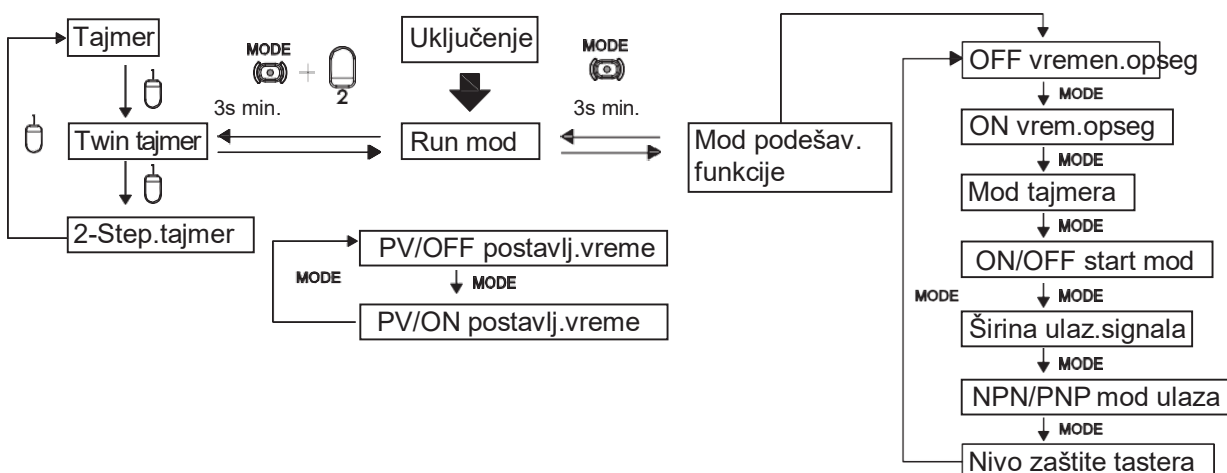 Tajmer
MODE
+
2
3s min.
Twin tajmer
1
1
1
2-Step.tajmer
Uključenje
Run mod
MODE
3s min.
Mod podešav.
funkcije
PV/OFF postavlj.vreme
MODE
MODE
PV/ON postavlj.vreme
OFF vremen.opseg
MODE
ON vrem.opseg
MODE
Mod tajmera
MODE
ON/OFF start mod
MODE
MODE
Širina ulaz.signala
MODE
NPN/PNP mod ulaza
MODE
Nivo zaštite tastera